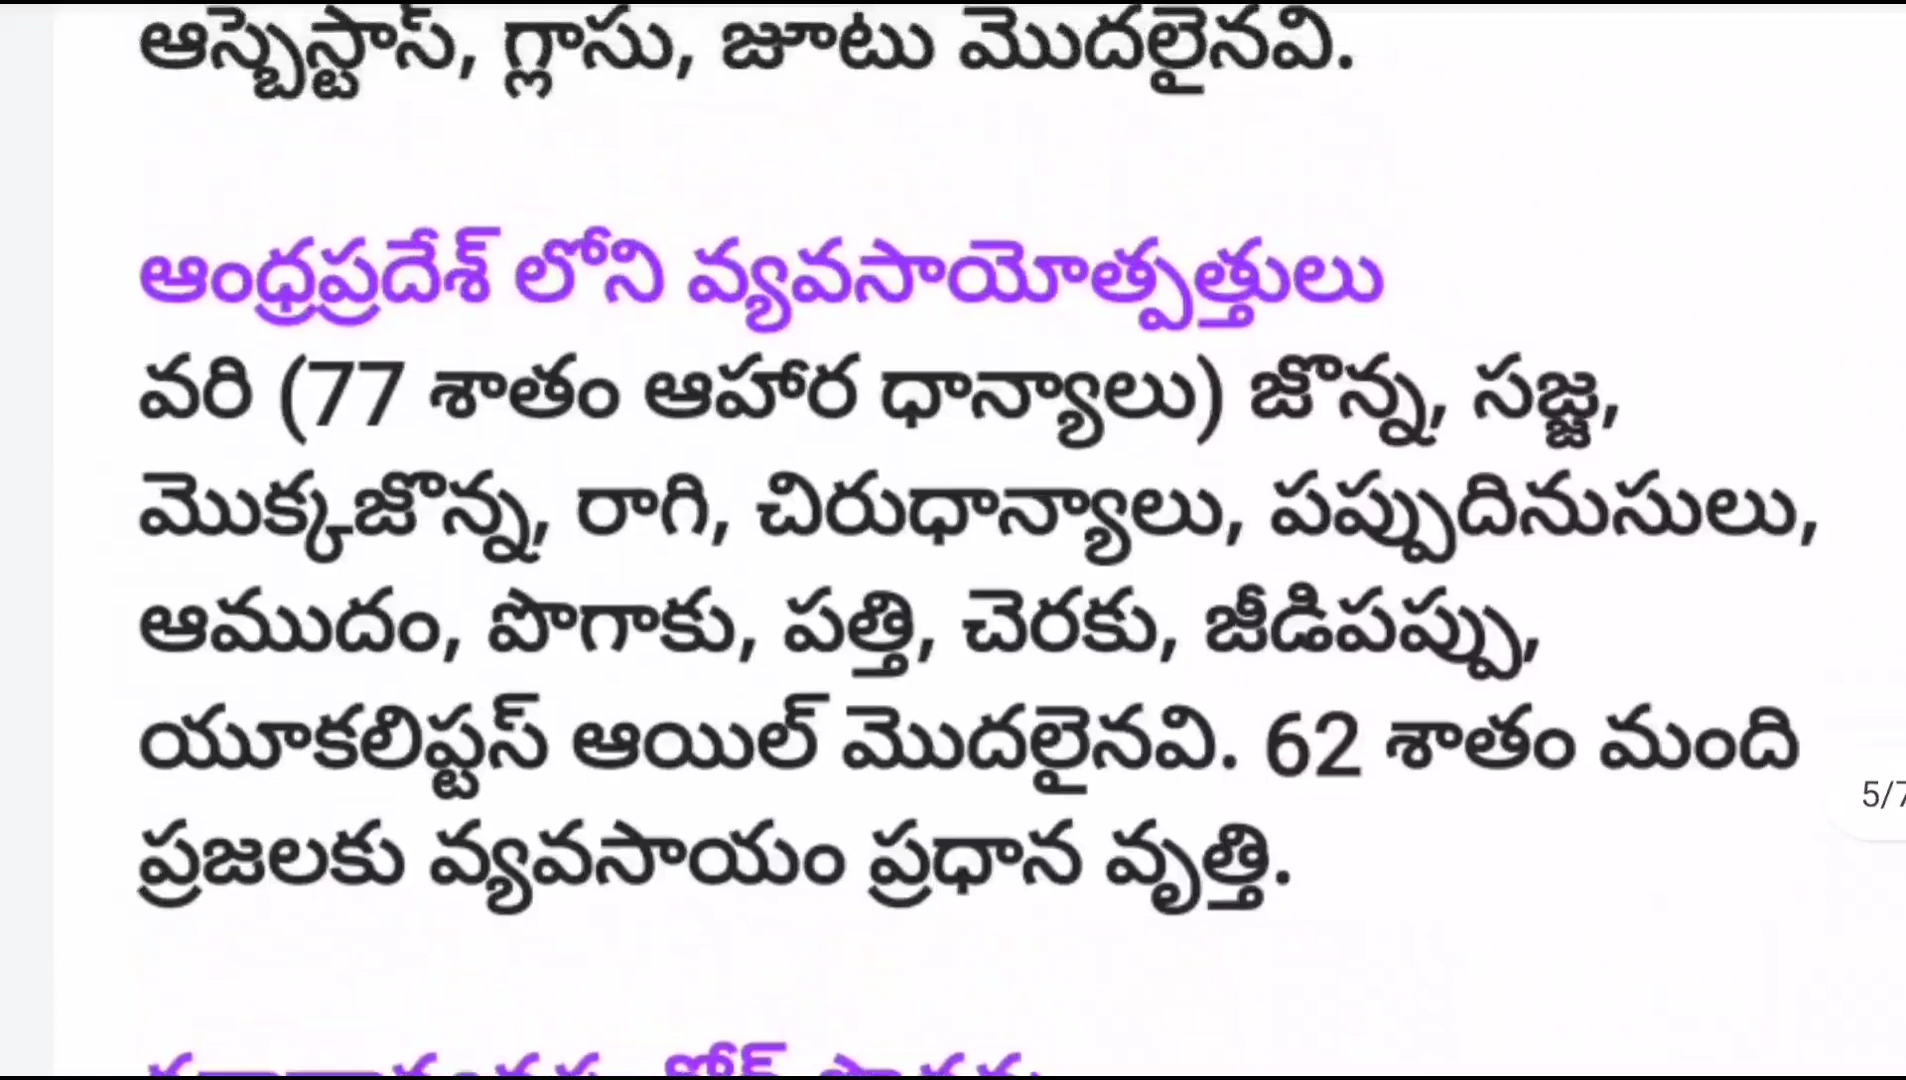 ఆస్బెస్టాస్, గ్లాసు, జూటు మొదలైనవి.
ఆంధ్రప్రదేశ్ లోని వ్యవసాయోత్పత్తులు
వరి (77 శాతం ఆహార ధాన్యాలు) జొన్న, సజ్జ,
మొక్కజొన్న, రాగి, చిరుధాన్యాలు, పప్పుదినుసులు,
ఆముదం, పొగాకు, పత్తి, చెరకు, జీడిపప్పు,
యూకలిప్టస్ ఆయిల్ మొదలైనవి. 62 శాతం మంది
5/7
ప్రజలకు వ్యవసాయం ప్రధాన వృత్తి.